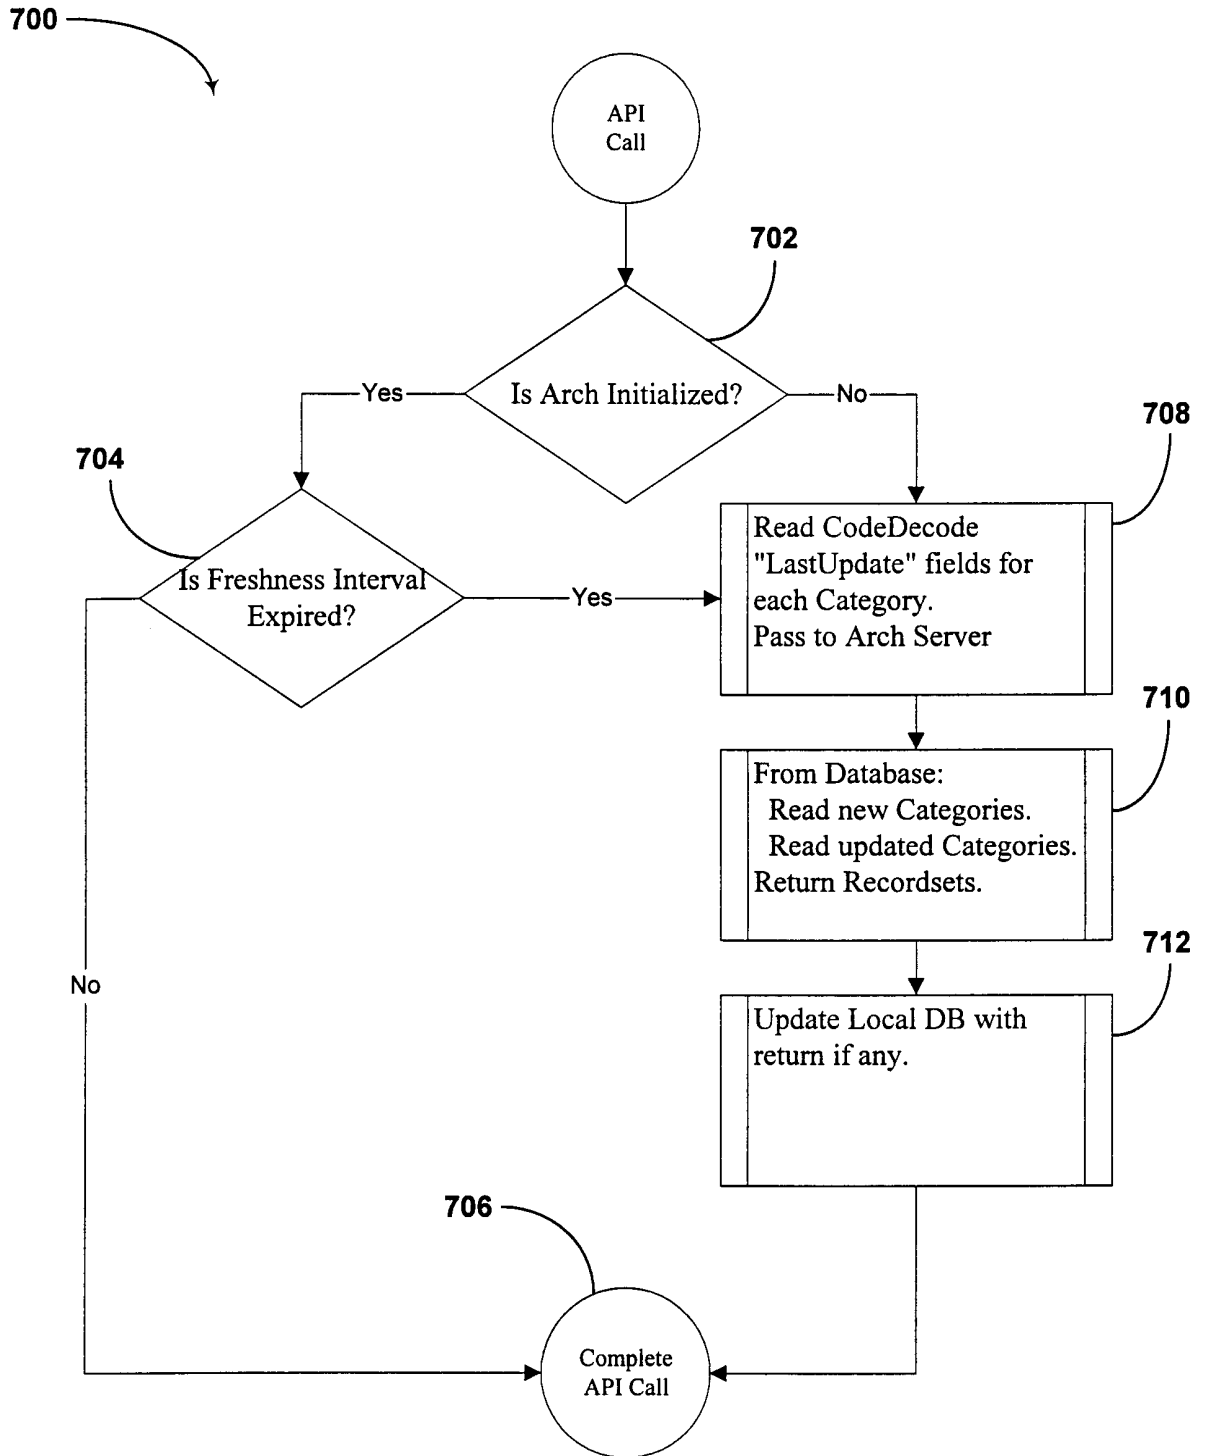 700
API
Call
702
Is Arch Initialized?
Yes
No
704
708
Is Freshness Interval
Expired?
Yes
Read CodeDecode
"LastUpdate" fields for
each Category.
Pass to Arch Server
710
From Database:
Read new Categories.
Read updated Categories.
Return Recordsets.
712
No
Update Local DB with
return if any.
706
Complete
API Call